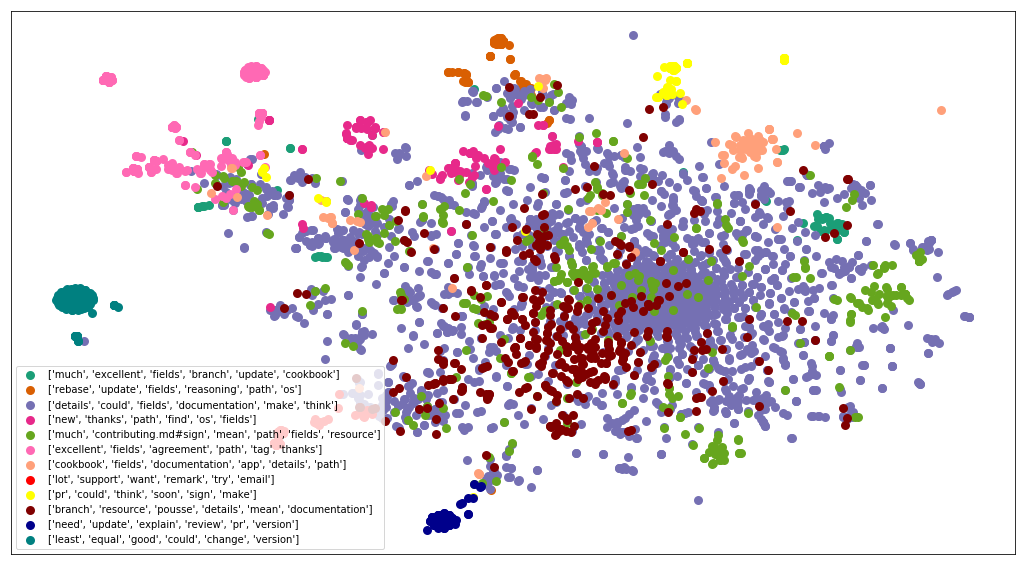 ['much', 'excellent', 'fields', 'branch', 'update', 'cookbook']
['rebase', 'update', 'fields', 'reasoning', 'path', 'os']
['details', 'could', 'fields', 'documentation', 'make', 'think']
['new', 'thanks', 'path', 'find', 'os', 'fields']
['much', 'contributing.md#sign', 'mean', 'path', 'fields', 'resource']
['excellent', 'fields', 'agreement', 'path', 'tag', 'thanks']
['cookbook', 'fields', 'documentation', 'app', 'details', 'path']
['lot', 'support', 'want', 'remark', 'try', 'email']
['pr', 'could', 'think', 'soon', 'sign', 'make']
['branch', 'resource', 'pousse', 'details', 'mean', 'documentation']
['need', 'update', 'explain', 'review', 'pr', 'version']
['least', 'equal', 'good', 'could', 'change', 'version']